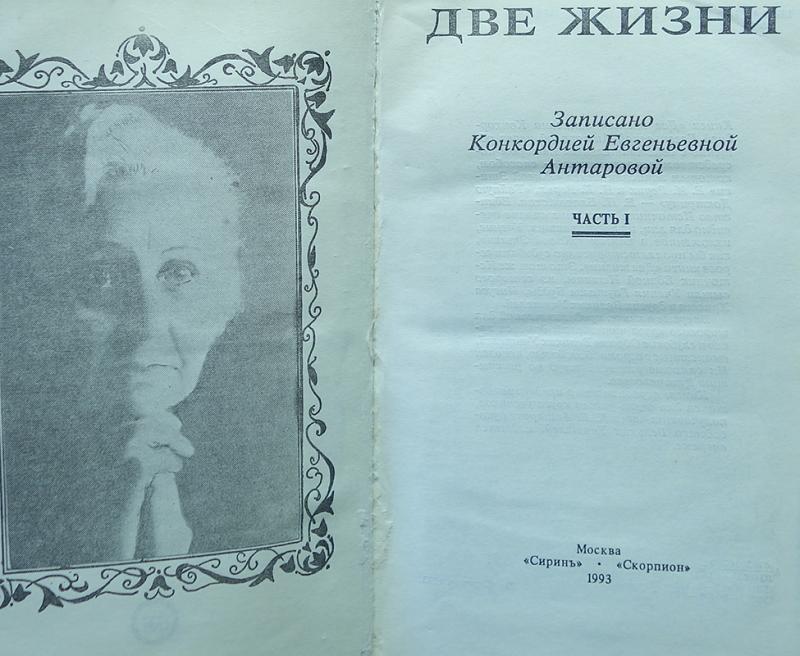 ДВЕ ЖИЗНИ
Записано
Конкордией Евгеньевной
Антаровой
ЧАСТЬ I
Москва
«Сиринъ» · «Скорпион»
1993